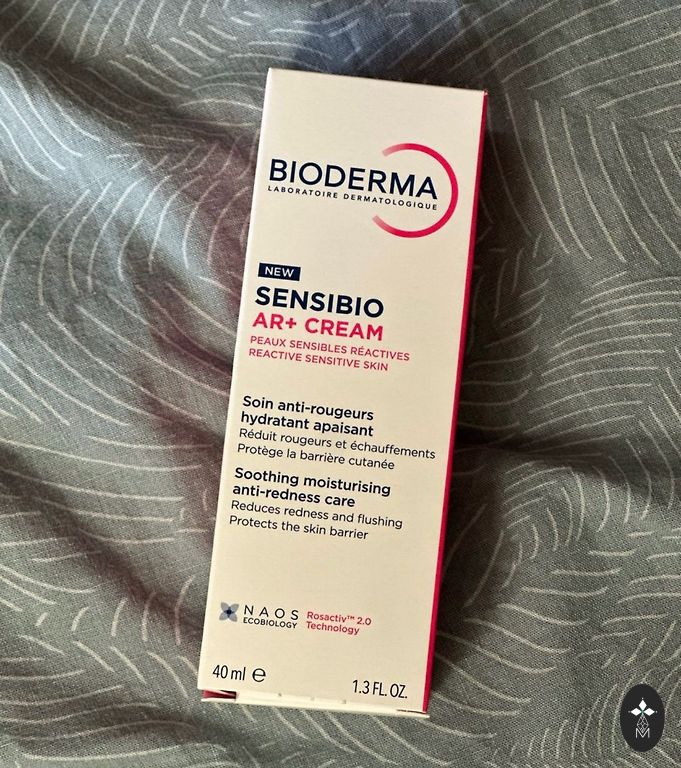 BIODERMA
LABORATOIRE DERMATOLOGIQUE
NEW
SENSIBIO
AR+ CREAM
PEAUX SENSIBLES RÉACTIVES
REACTIVE SENSITIVE SKIN
Soin anti-rougeurs
hydratant apaisant
Réduit rougeurs et échauffements
Protège la barrière cutanée
Soothing moisturising
anti-redness care
Reduces redness and flushing
Protects the skin barrier
NAOS
ECOBIOLOGY
Rosactiv™ 2.0
Technology
40 ml ℮
1.3 FL. OZ.
M